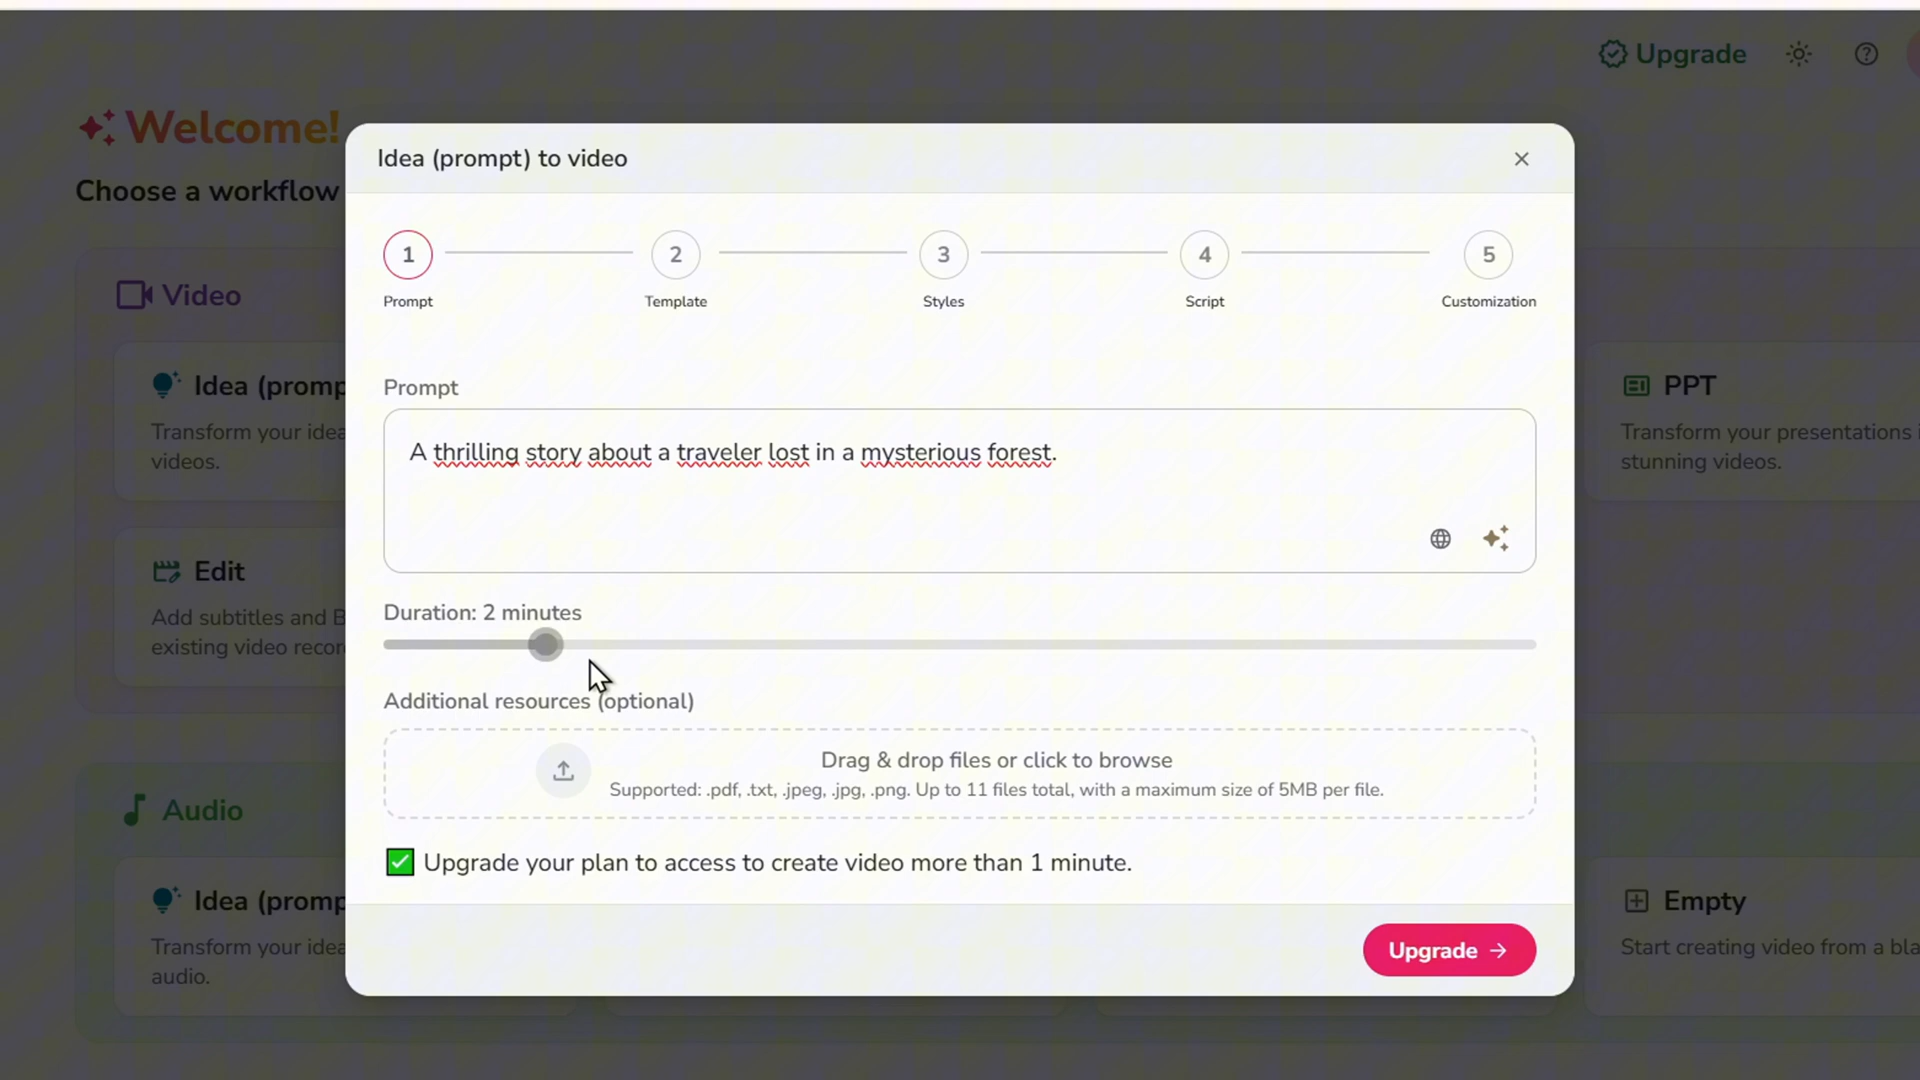 Upgrade
Welcome!
Choose a workflow
Idea (prompt) to video
1
2
3
4
5
Prompt
Template
Styles
Script
Customization
Video
Idea (promp
Transform your idea
videos.
PPT
Transform your presentations i
stunning videos.
Prompt
A thrilling story about a traveler lost in a mysterious forest.
Edit
Add subtitles and B
existing video recor
Duration: 2 minutes
Additional resources (optional)
Drag & drop files or click to browse
Supported: .pdf, .txt, .jpeg, .jpg, .png. Up to 11 files total, with a maximum size of 5MB per file.
Audio
Upgrade your plan to access to create video more than 1 minute.
Idea (promp
Transform your idea
audio.
Empty
Start creating video from a bla
Upgrade